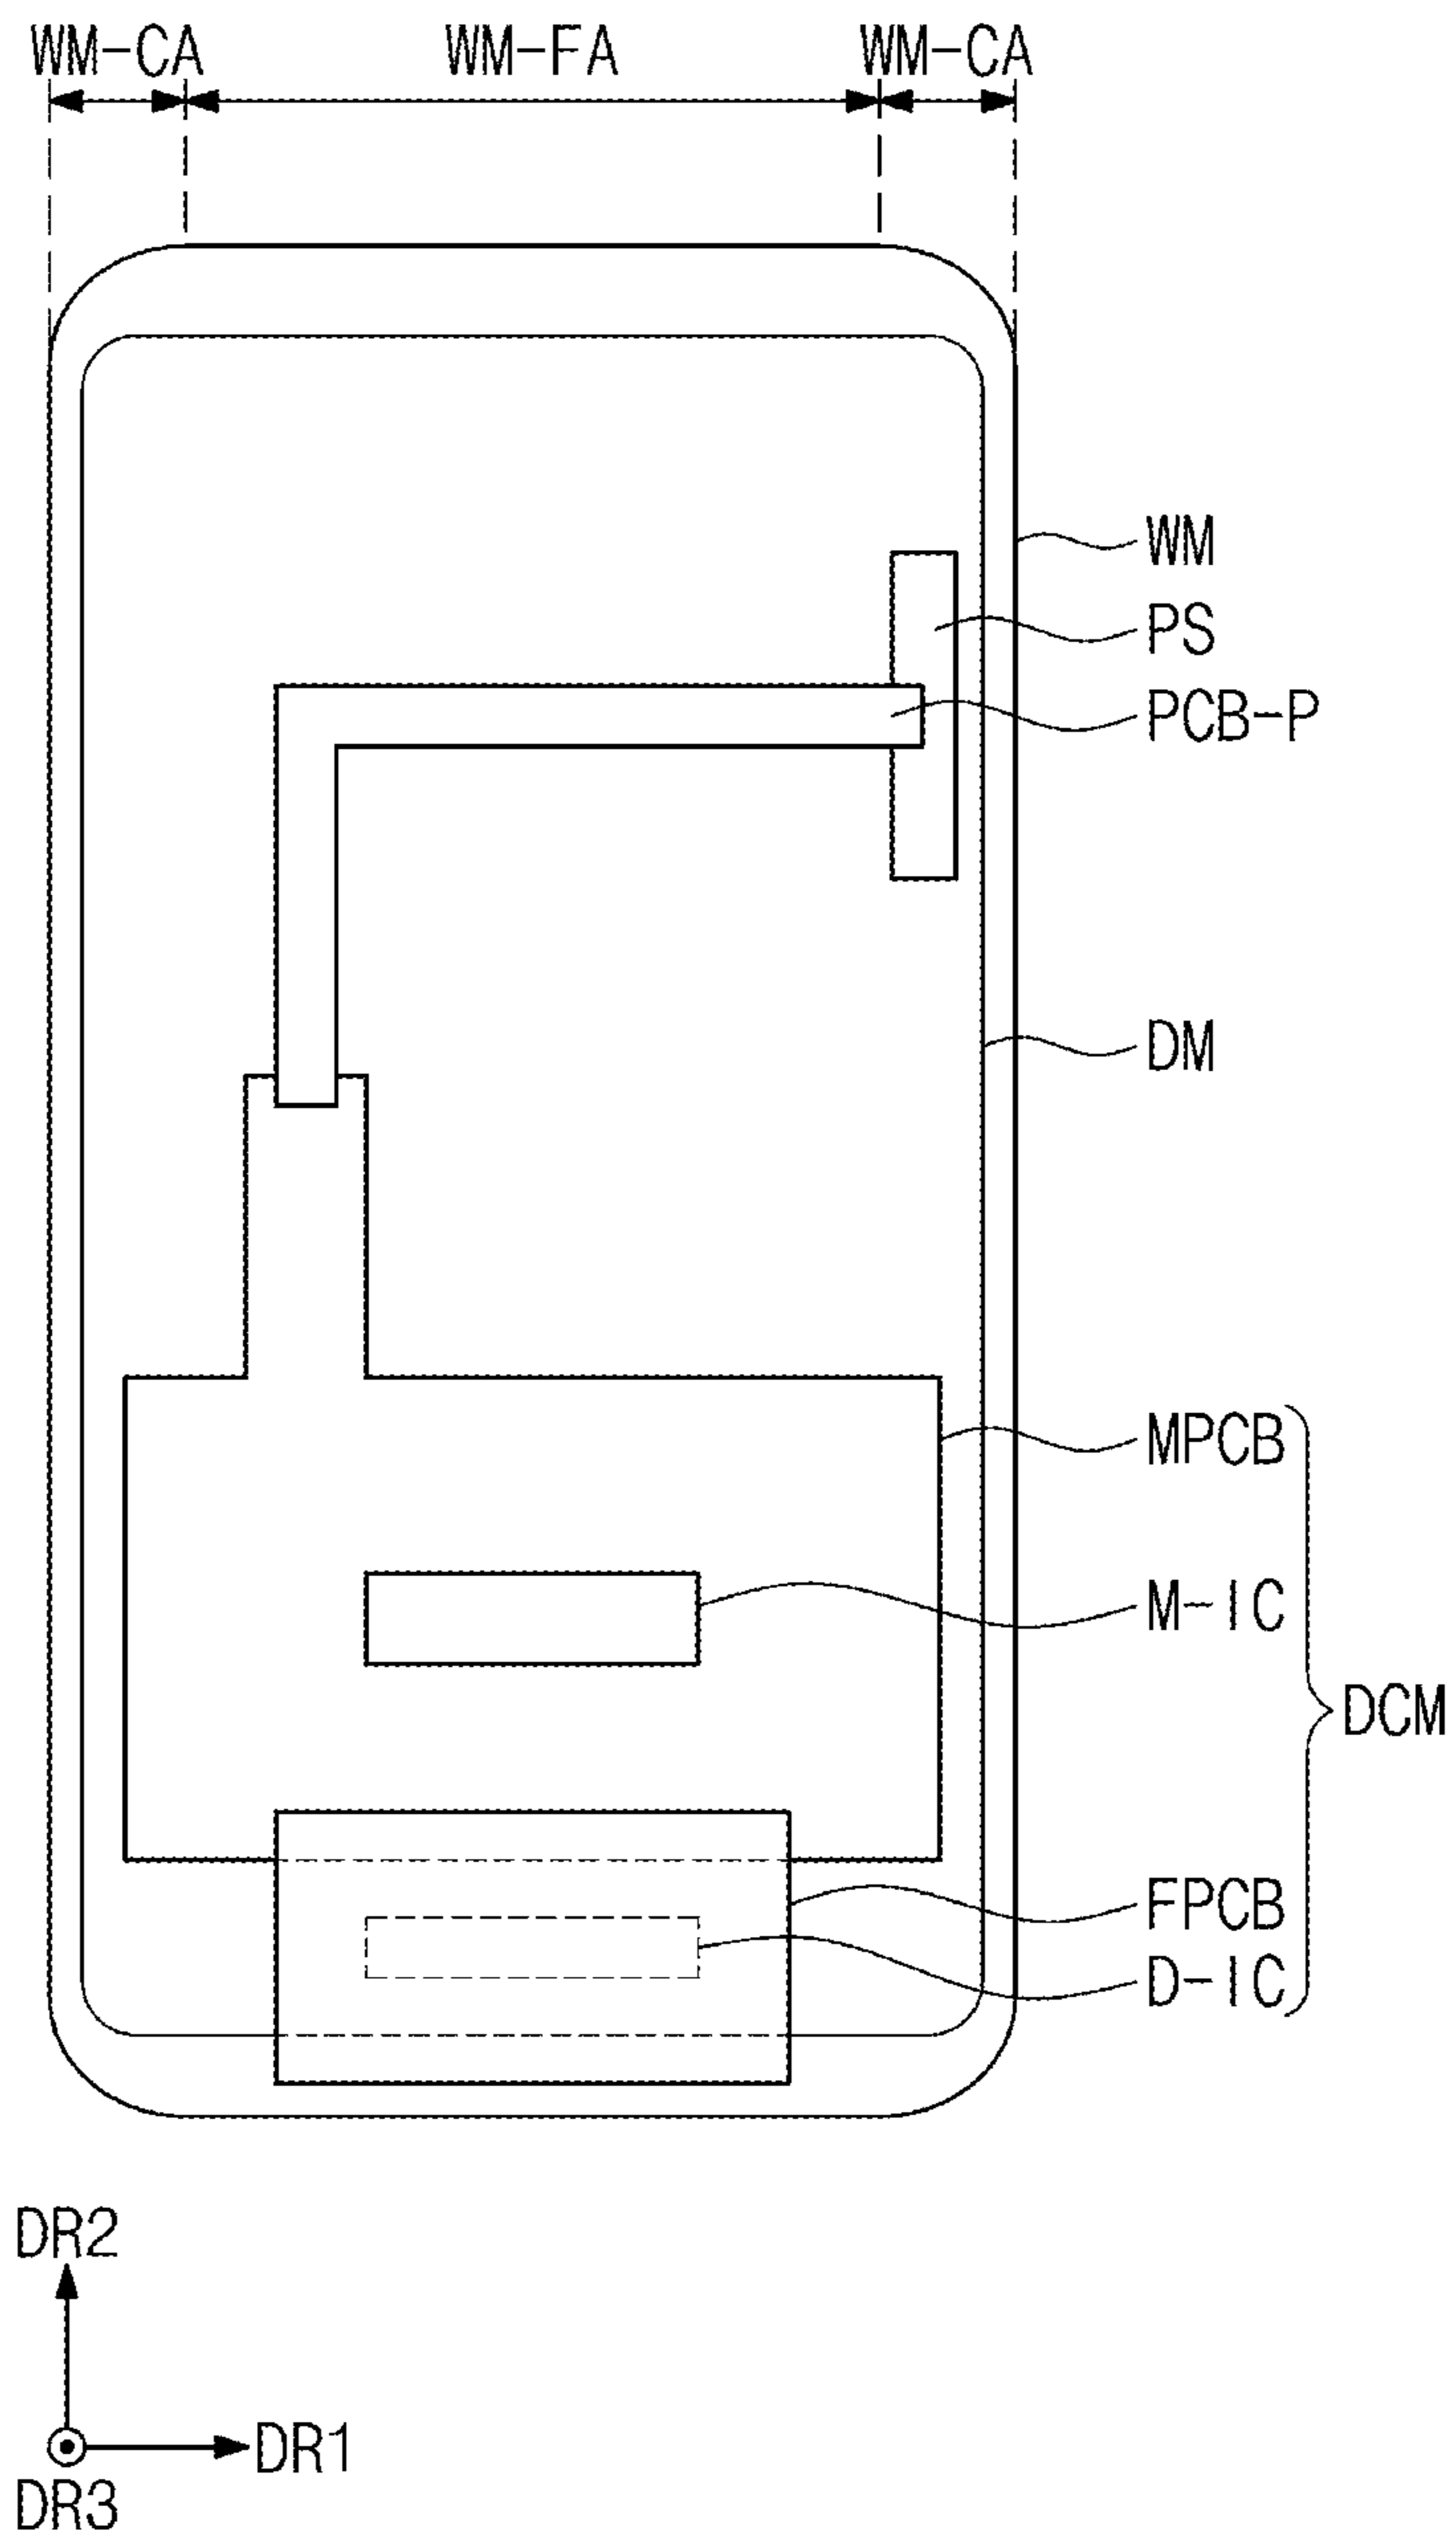 WM-CA WM-FA WM-CA
WM
PS
PCB-P
DM
MPCB
M-IC
DCM
FPCB
D-IC
DR2
DR1
DR3